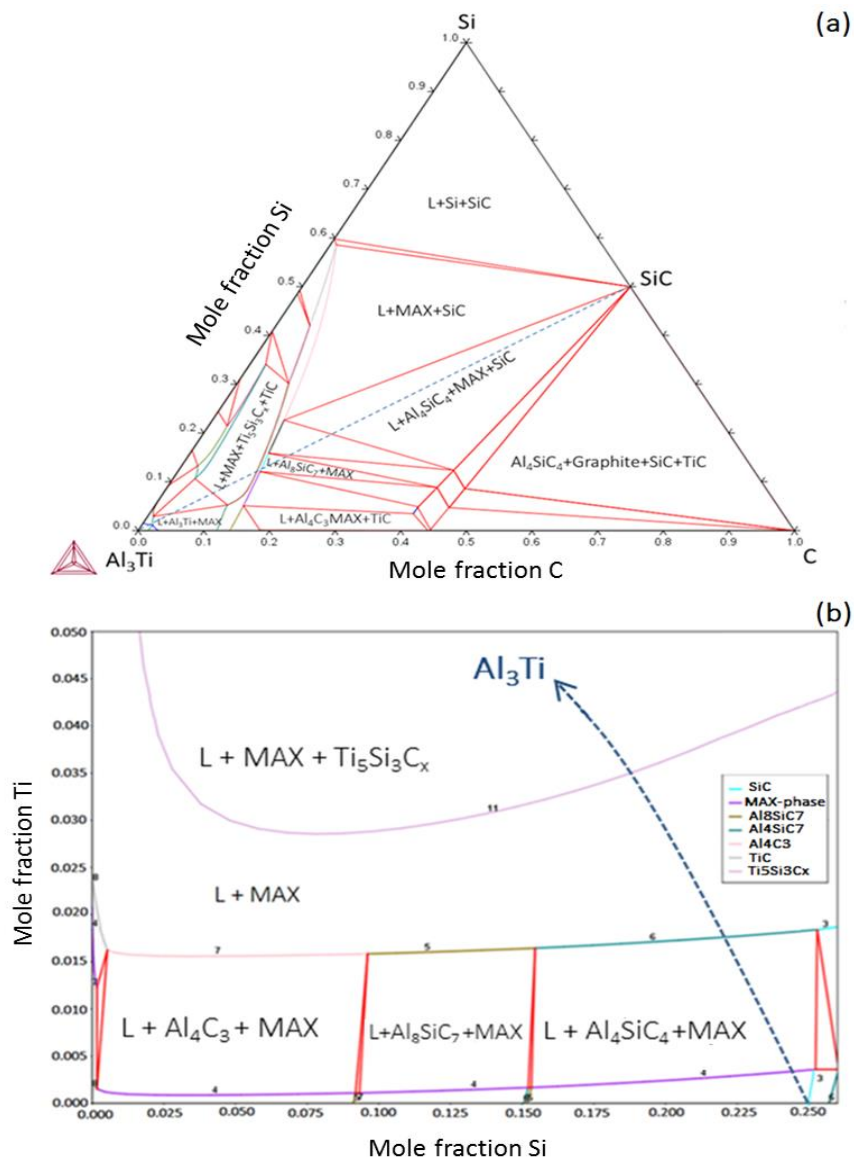 (a)
Si
1.0
0.9
0.8
0.7
L+Si+SiC
0.6
Mole fraction Si
0.5
SiC
L+MAX+SiC
0.4
0.3
L+MAX+Ti₅Si₃Cₓ+TiC
L+Al₄SiC₄+MAX+SiC
0.2
Al₄SiC₄+Graphite+SiC+TiC
L+Al₈SiC₇+MAX
0.1
L+Al₃Ti+MAX
L+Al₄C₃MAX+TiC
0.0
0.0 0.1 0.2 0.3 0.4 0.5 0.6 0.7 0.8 0.9 1.0
Al₃Ti
Mole fraction C
C
(b)
0.050
0.045
0.040
0.035
0.030
0.025
0.020
0.015
0.010
0.005
0.000
Mole fraction Ti
Al₃Ti
L + MAX + Ti₅Si₃Cₓ
11
SiC
MAX-phase
Al8SiC7
Al4SiC7
Al4C3
TiC
Ti5Si3Cx
L + MAX
8
4
7
5
6
3
L + Al₄C₃ + MAX
L+Al₈SiC₇+MAX
L + Al₄SiC₄+MAX
4
4
4
3
0.000 0.025 0.050 0.075 0.100 0.125 0.150 0.175 0.200 0.225 0.250
Mole fraction Si